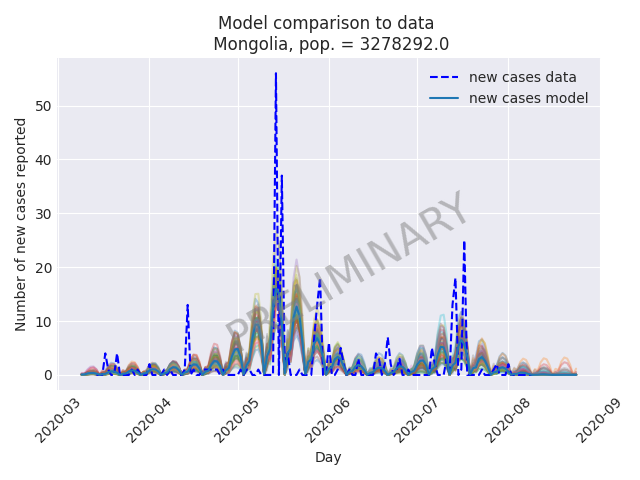 Model comparison to data
Mongolia, pop. = 3278292.0
new cases data
new cases model
Number of new cases reported
50
40
30
20
10
0
PRELIMINARY
2020-03
2020-04
2020-05
2020-06
2020-07
2020-08
2020-09
Day